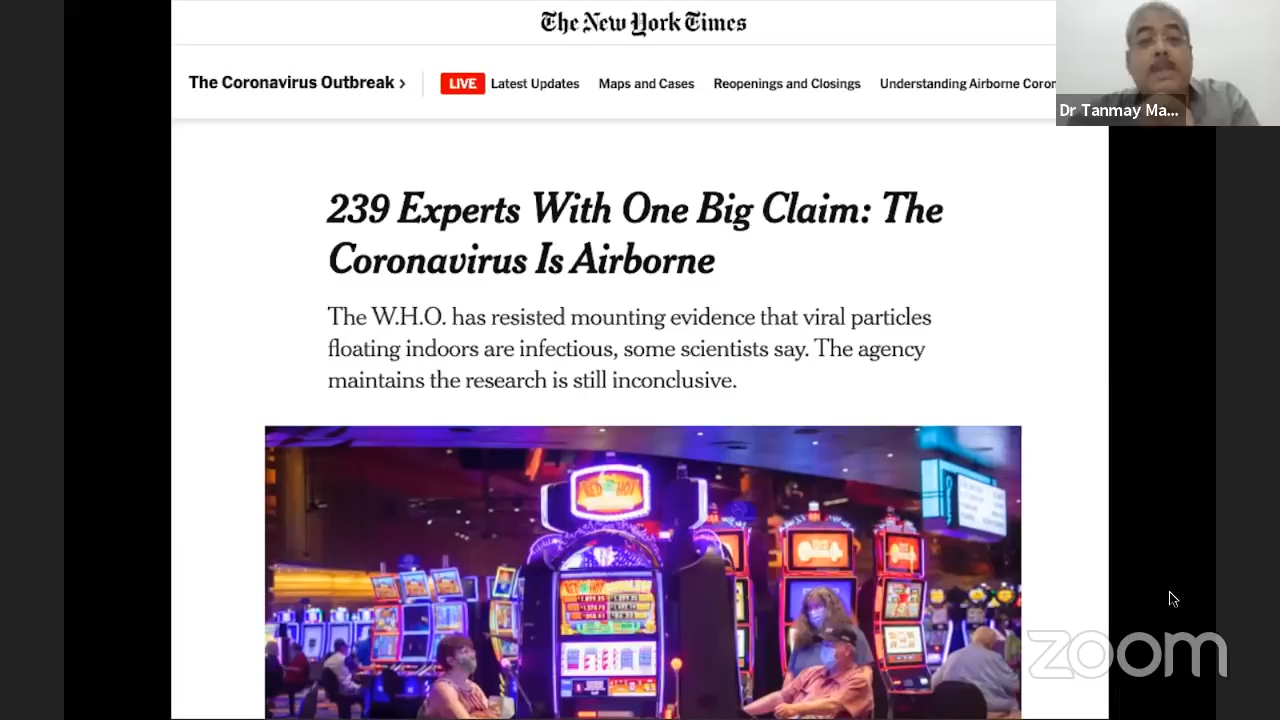 The New York Times
The Coronavirus Outbreak >
LIVE Latest Updates Maps and Cases Reopenings and Closings Understanding Airborne Coron
Dr Tanmay Ma...
239 Experts With One Big Claim: The
Coronavirus Is Airborne
The W.H.O. has resisted mounting evidence that viral particles
floating indoors are infectious, some scientists say. The agency
maintains the research is still inconclusive.
RED HOT
zoom